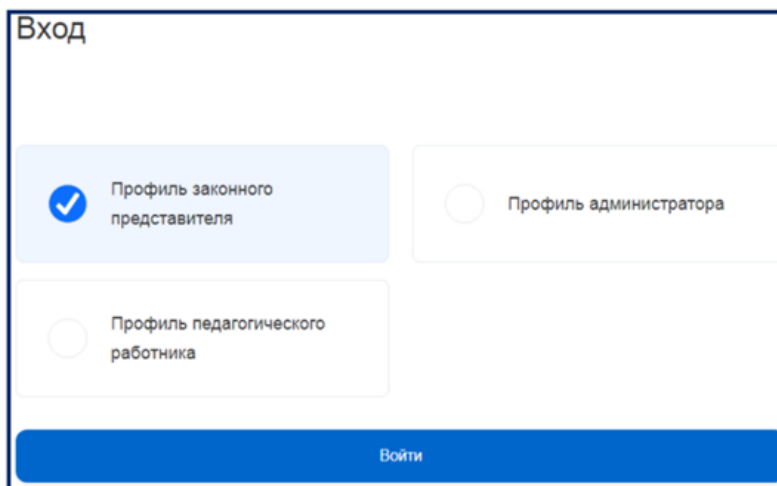 Вход
Профиль законного
представителя
Профиль администратора
Профиль педагогического
работника
Войти